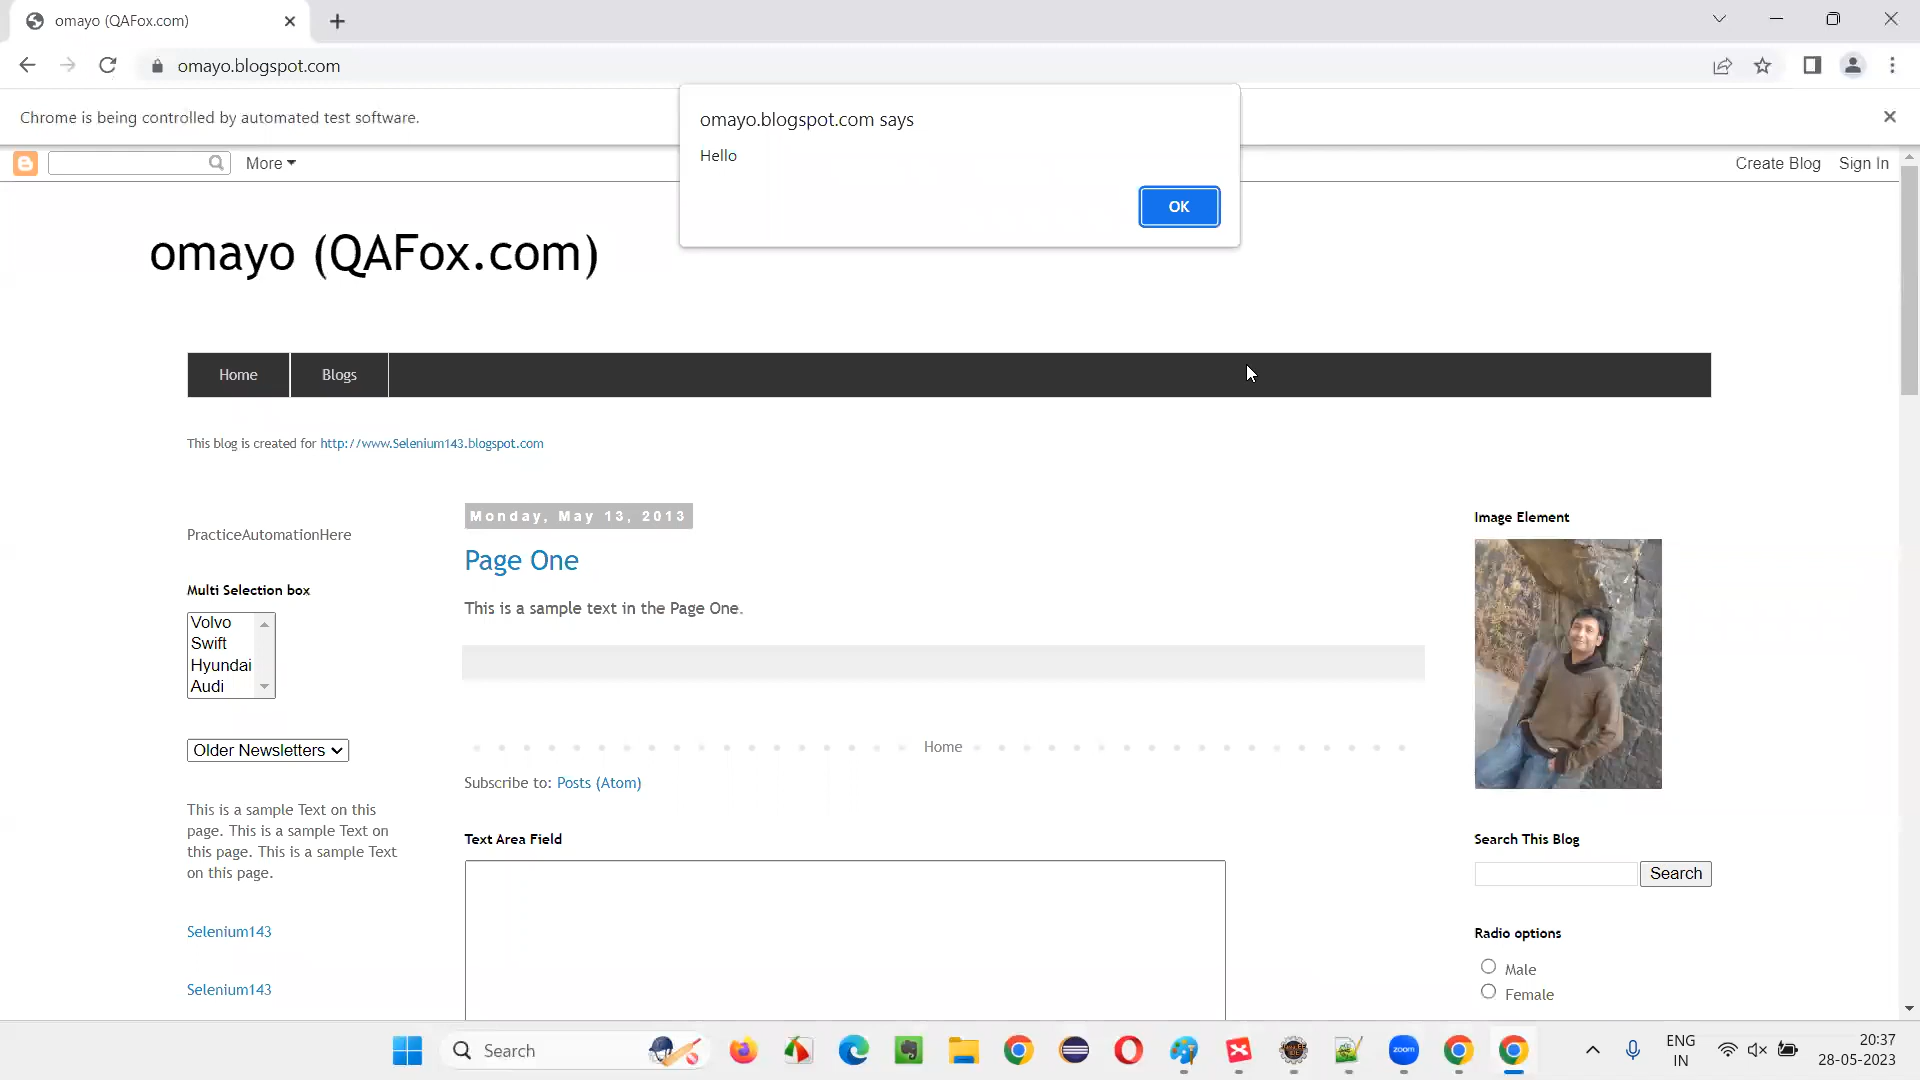 omayo (QAFox.com)
omayo.blogspot.com
Chrome is being controlled by automated test software.
omayo.blogspot.com says
Hello
OK
More
Create Blog
Sign In
omayo (QAFox.com)
Home
Blogs
This blog is created for http://www.Selenium143.blogspot.com
PracticeAutomationHere
Multi Selection box
Volvo
Swift
Hyundai
Audi
Older Newsletters
This is a sample Text on this
page. This is a sample Text on
this page. This is a sample Text
on this page.
Selenium143
Selenium143
Monday, May 13, 2013
Page One
This is a sample text in the Page One.
Home
Subscribe to: Posts (Atom)
Text Area Field
Image Element
Search This Blog
Search
Radio options
Male
Female
Search
zoom
ENG
IN
20:37
28-05-2023